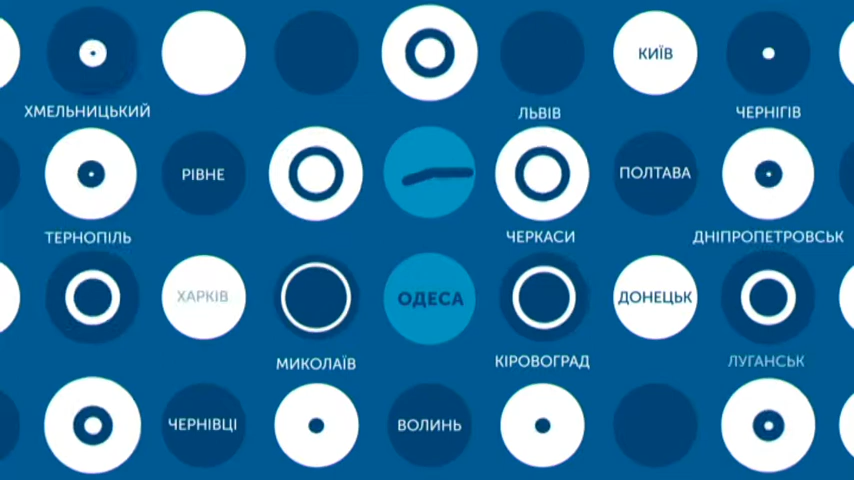 КИЇВ
ХМЕЛЬНИЦЬКИЙ
ЛЬВІВ
ЧЕРНІГІВ
РІВНЕ
ПОЛТАВА
ТЕРНОПІЛЬ
ЧЕРКАСИ
ДНІПРОПЕТРОВСЬК
ХАРКІВ
ОДЕСА
ДОНЕЦЬК
МИКОЛАЇВ
КІРОВОГРАД
ЛУГАНСЬК
ЧЕРНІВЦІ
ВОЛИНЬ